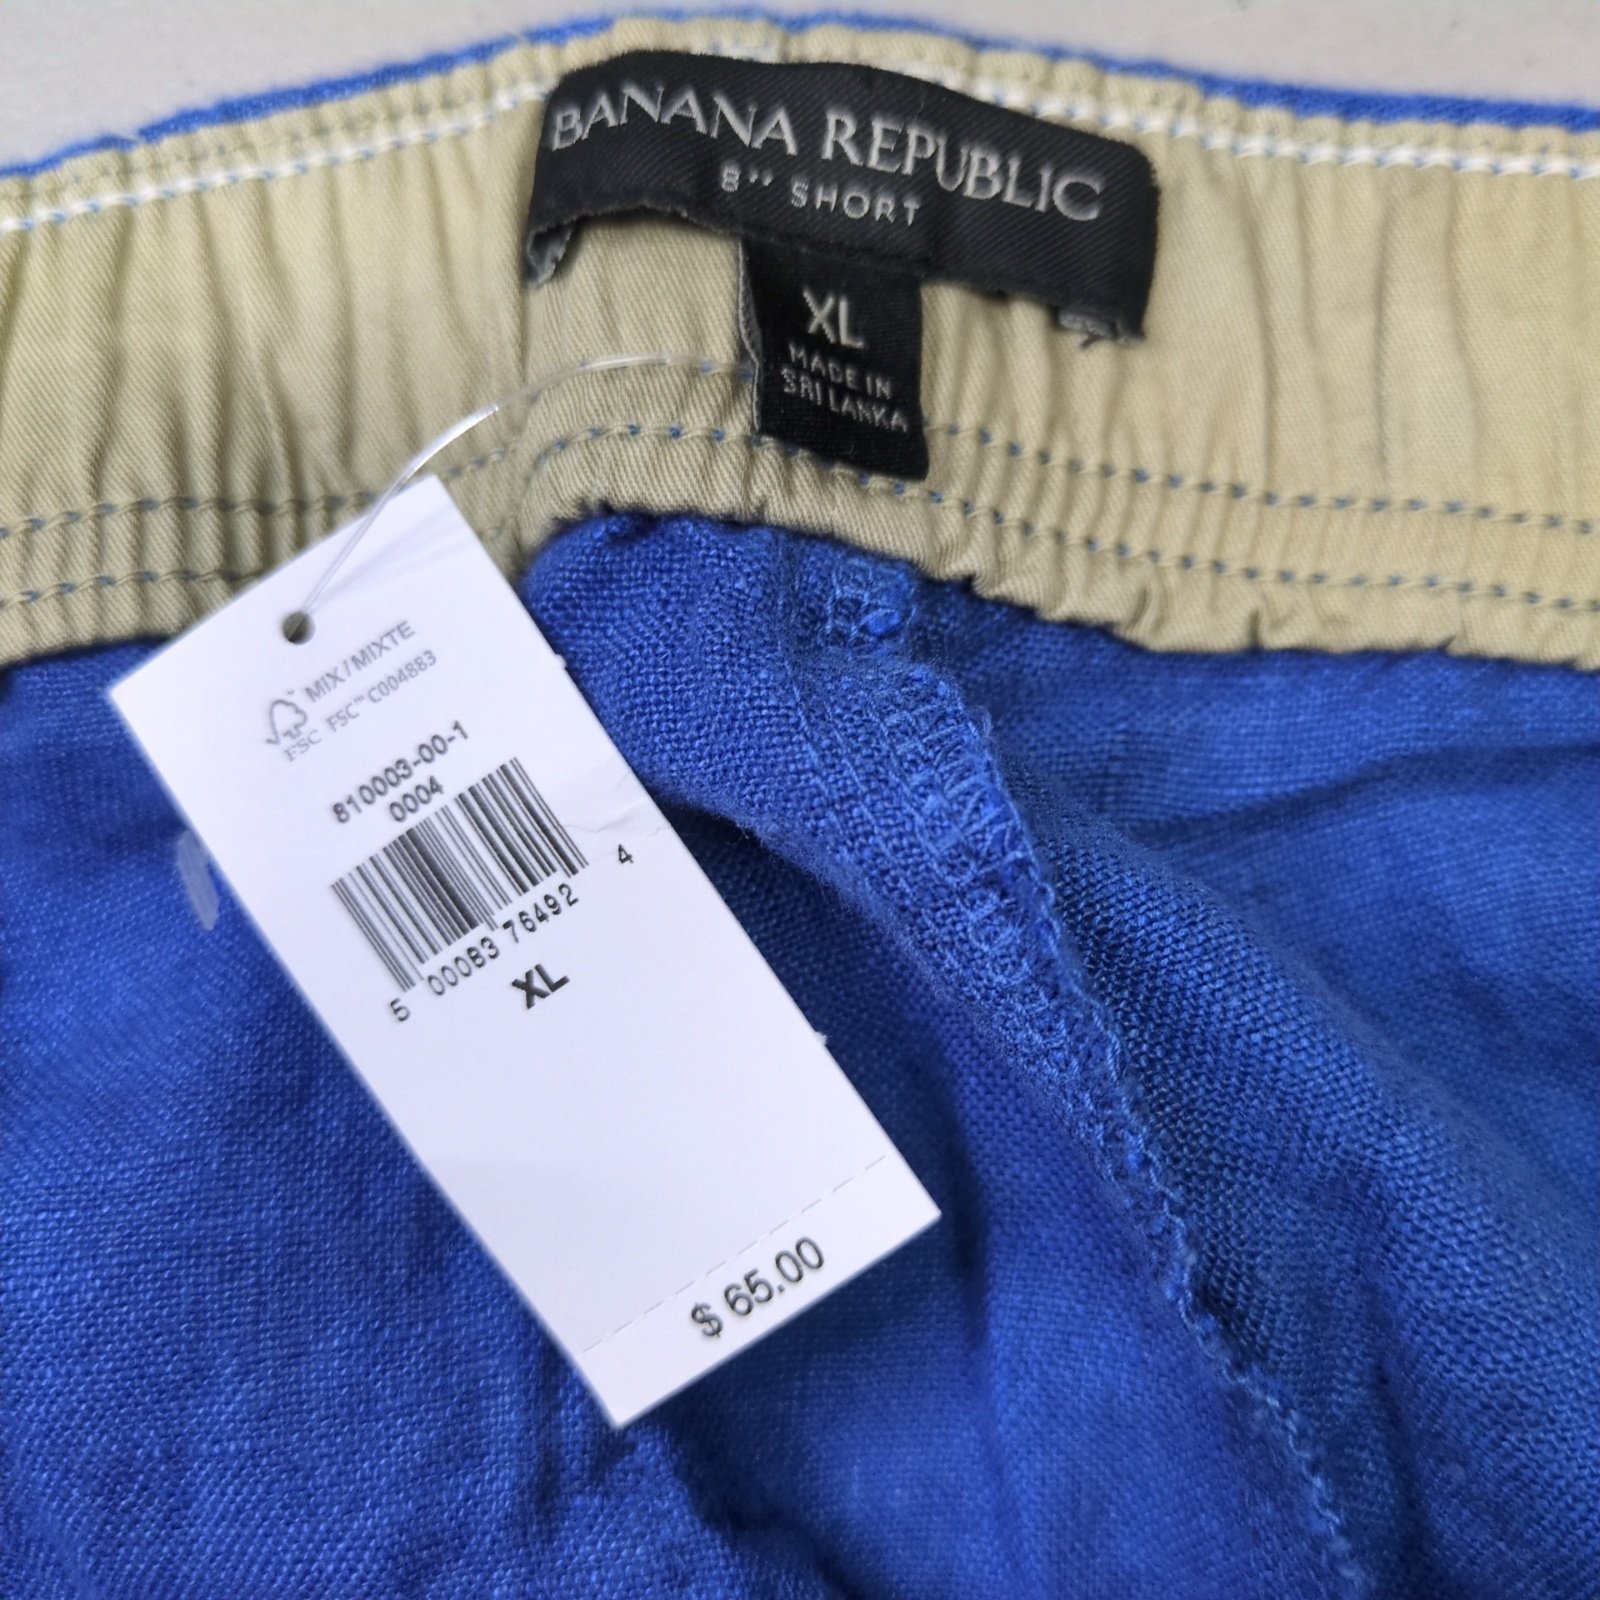 BANANA REPUBLIC
8'' SHORT
XL
MADE IN
SRI LANKA
MIX / MIXTE
FSC FSC™ C004883
810003-00-1
0004
5 00083 76492 4
XL
$ 65.00